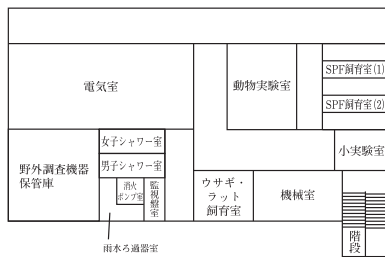 電気室
動物実験室
SPF飼育室(1)
SPF飼育室(2)
女子シャワー室
男子シャワー室
小実験室
野外調査機器
保管庫
消火
ポンプ室
監視盤室
ウサギ・
ラット
飼育室
機械室
階段
雨水ろ過器室